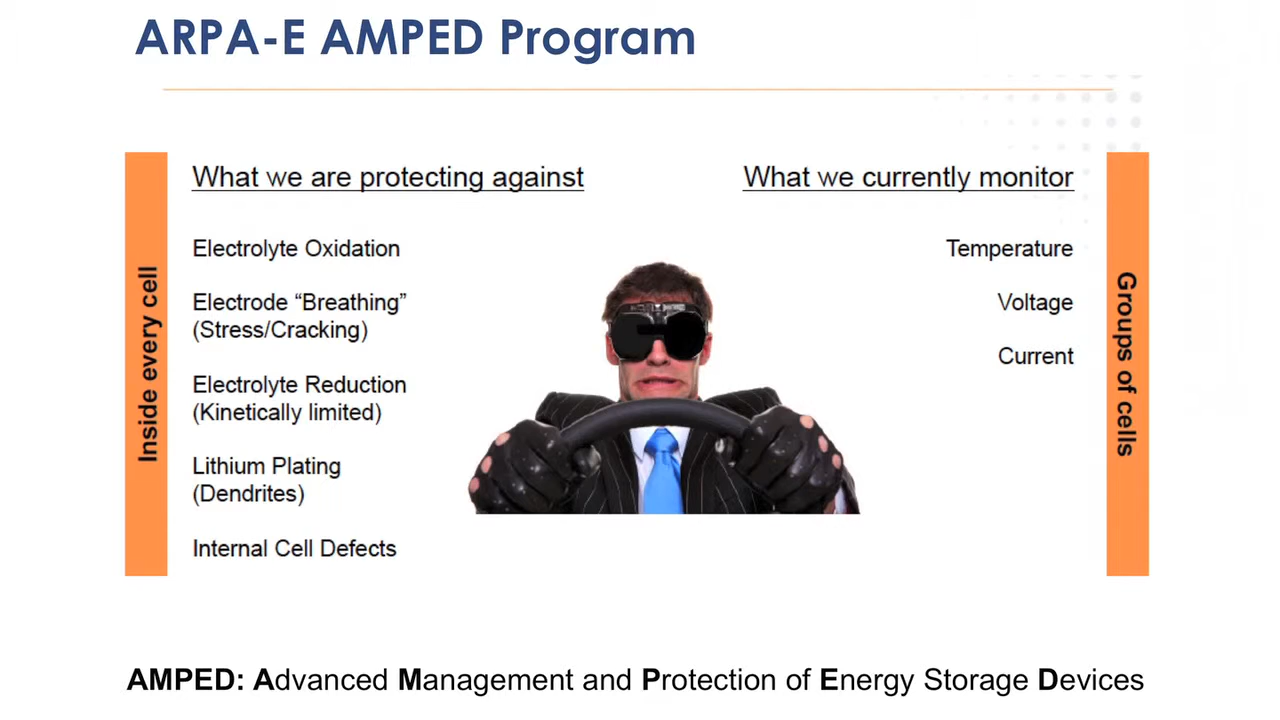 ARPA-E AMPED Program
Inside every cell
What we are protecting against
Electrolyte Oxidation
Electrode “Breathing”
(Stress/Cracking)
Electrolyte Reduction
(Kinetically limited)
Lithium Plating
(Dendrites)
Internal Cell Defects
What we currently monitor
Temperature
Voltage
Current
Groups of cells
AMPED: Advanced Management and Protection of Energy Storage Devices